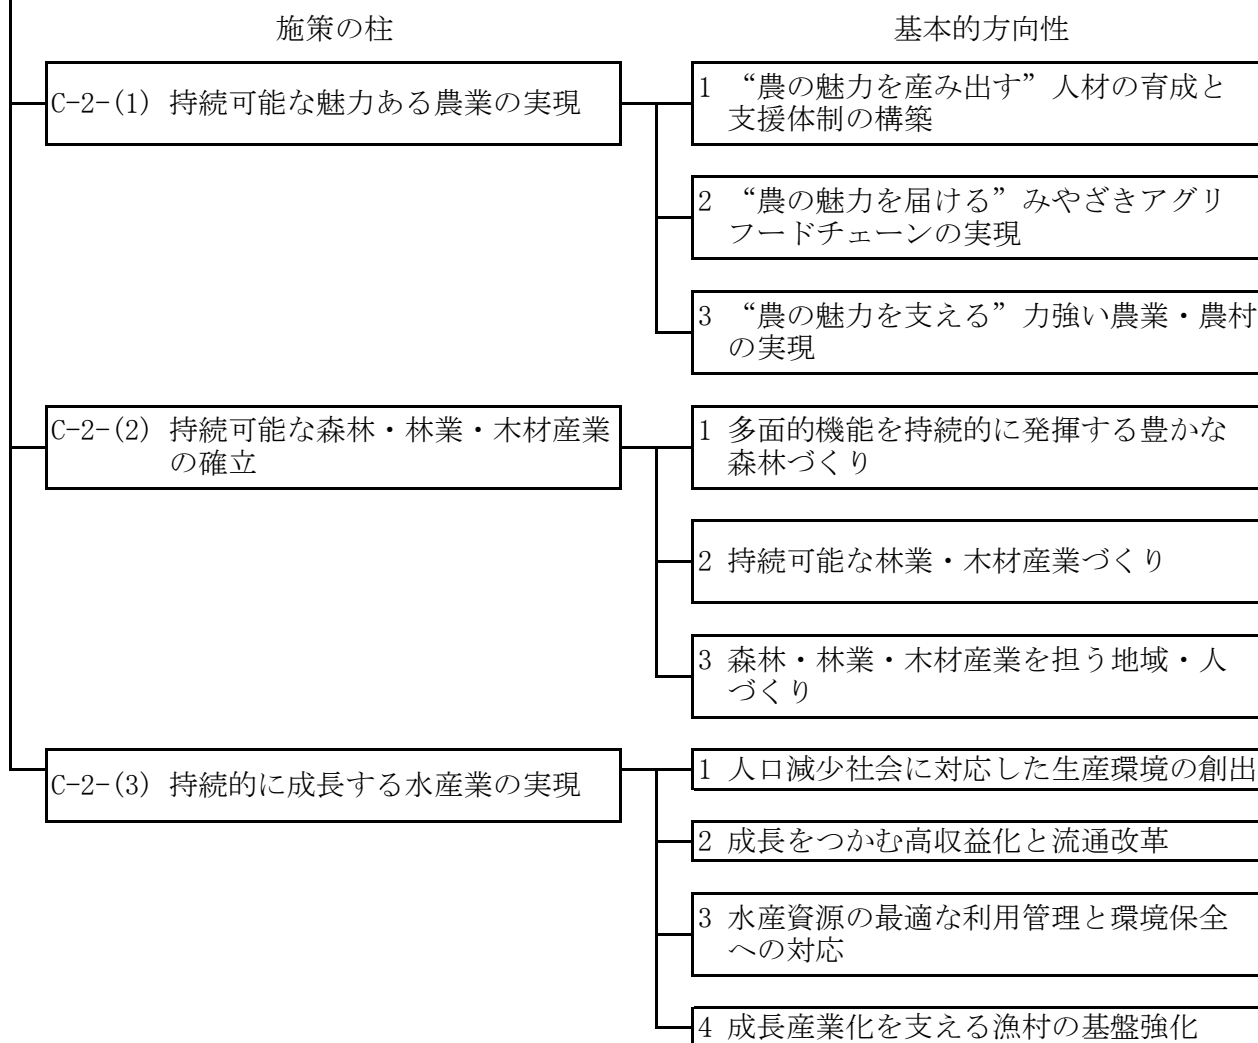 施策の柱
基本的方向性
C-2-(1) 持続可能な魅力ある農業の実現
1 “農の魅力を産み出す”人材の育成と
支援体制の構築
2 “農の魅力を届ける”みやざきアグリ
フードチェーンの実現
3 “農の魅力を支える”力強い農業・農村
の実現
C-2-(2) 持続可能な森林・林業・木材産業
の確立
1 多面的機能を持続的に発揮する豊かな
森林づくり
2 持続可能な林業・木材産業づくり
3 森林・林業・木材産業を担う地域・人
づくり
C-2-(3) 持続的に成長する水産業の実現
1 人口減少社会に対応した生産環境の創出
2 成長をつかむ高収益化と流通改革
3 水産資源の最適な利用管理と環境保全
への対応
4 成長産業化を支える漁村の基盤強化